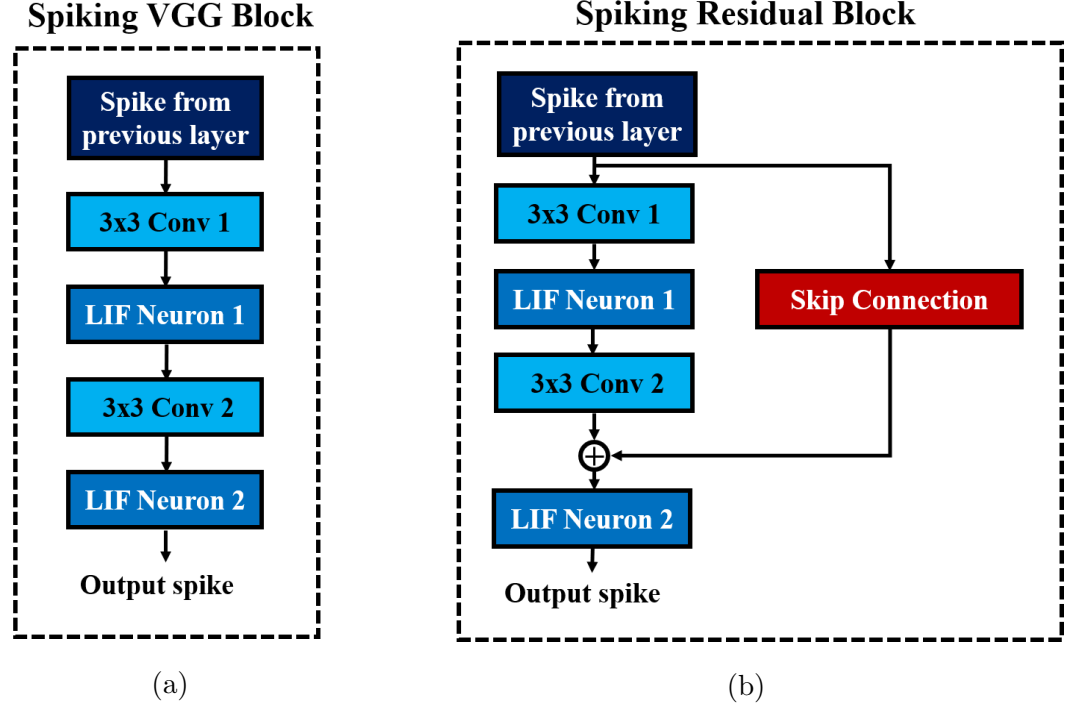 Spiking VGG Block
Spike from
previous layer
3x3 Conv 1
LIF Neuron 1
3x3 Conv 2
LIF Neuron 2
Output spike
(a)
Spiking Residual Block
Spike from
previous layer
3x3 Conv 1
LIF Neuron 1
Skip Connection
3x3 Conv 2
+
LIF Neuron 2
Output spike
(b)